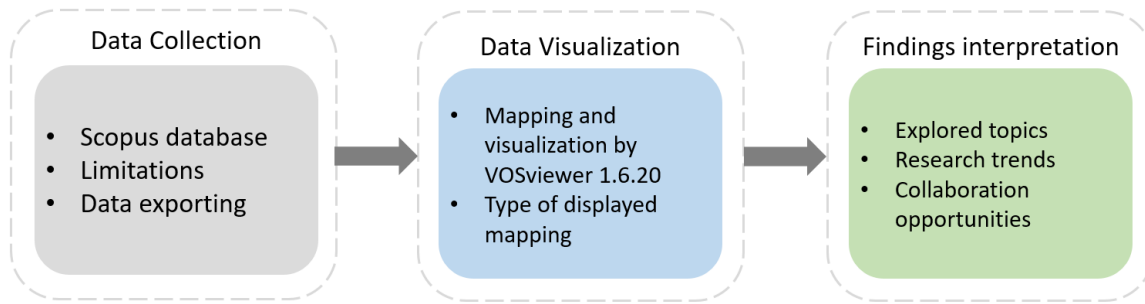 Data Collection
• Scopus database
• Limitations
• Data exporting
Data Visualization
• Mapping and
visualization by
VOSviewer 1.6.20
• Type of displayed
mapping
Findings interpretation
• Explored topics
• Research trends
• Collaboration
opportunities